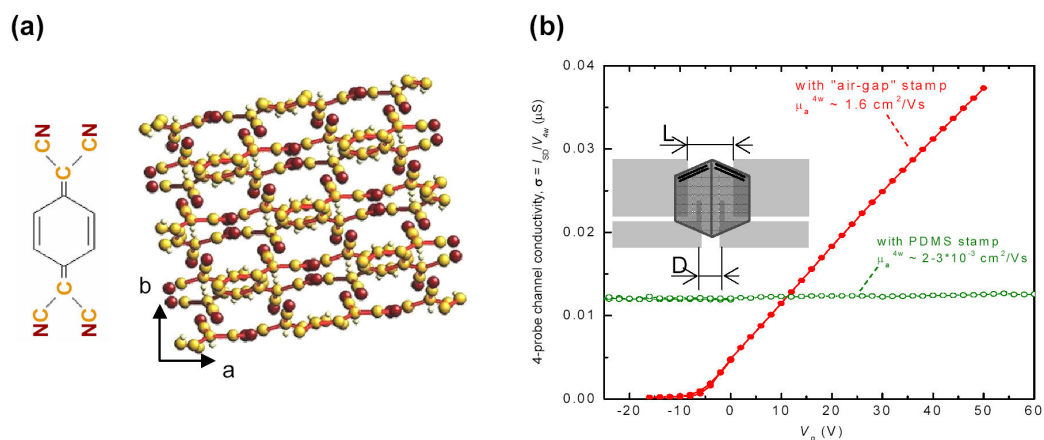 (a)
CN
CN
C
C
NC
NC
b
a
(b)
4-probe channel conductivity, σ = I_SD/V_4w (μS)
0.04
0.03
0.02
0.01
0.00
with "air-gap" stamp
μ_a^4w ~ 1.6 cm²/Vs
L
D
with PDMS stamp
μ_a^4w ~ 2-3*10⁻³ cm²/Vs
-20 -10 0 10 20 30 40 50 60
V_g (V)